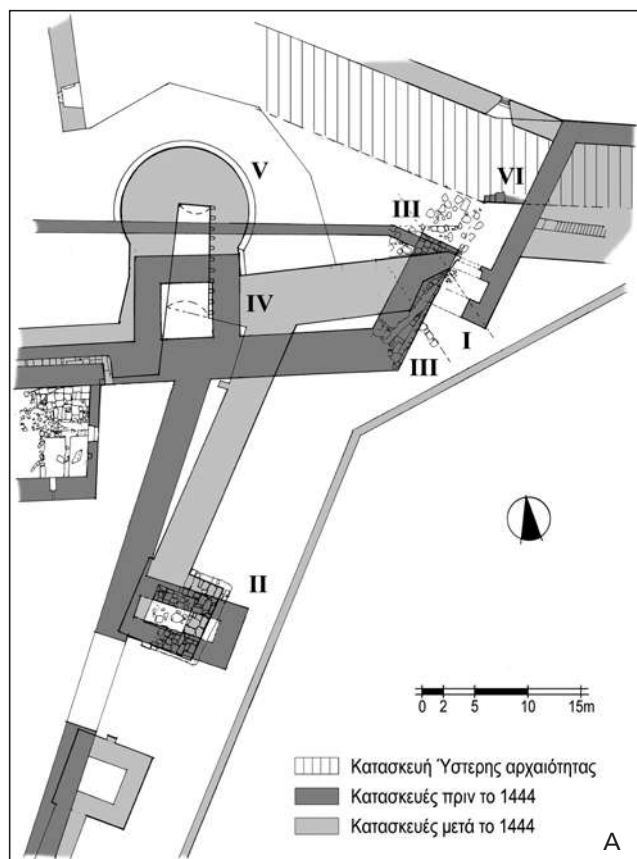 V
VI
III
IV
I
III
II
0 2 5 10 15m
Κατασκευή Ύστερης αρχαιότητας
Κατασκευές πριν το 1444
Κατασκευές μετά το 1444
A